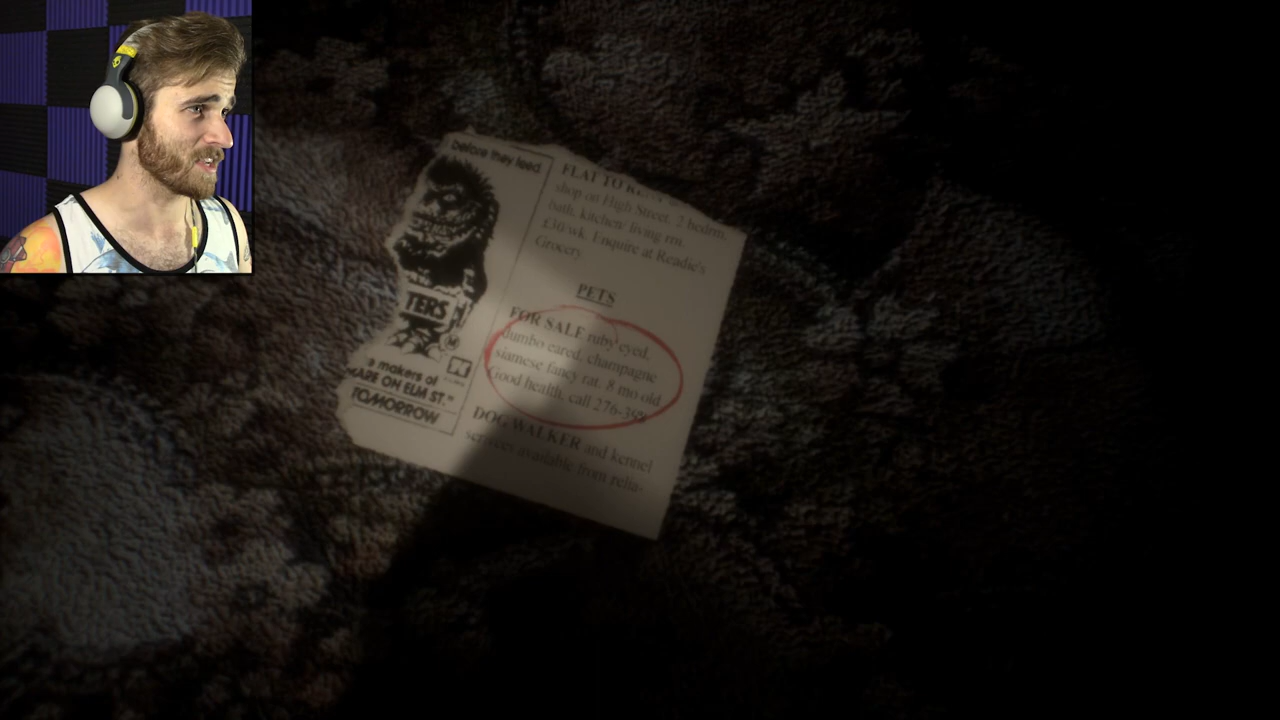 before they feed.
TERS
makers of
ARE ON ELM ST."
TOMORROW
FLAT TO
shop on High Street. 2 bedrm.
bath, kitchen/ living rm.
£30/wk. Enquire at Readie's
Grocery
PETS
FOR SALE ruby eyed,
dumbo eared, champagne
siamese fancy rat. 8 mo old
Good health, call
DOG WALKER and kennel
services available from relia-